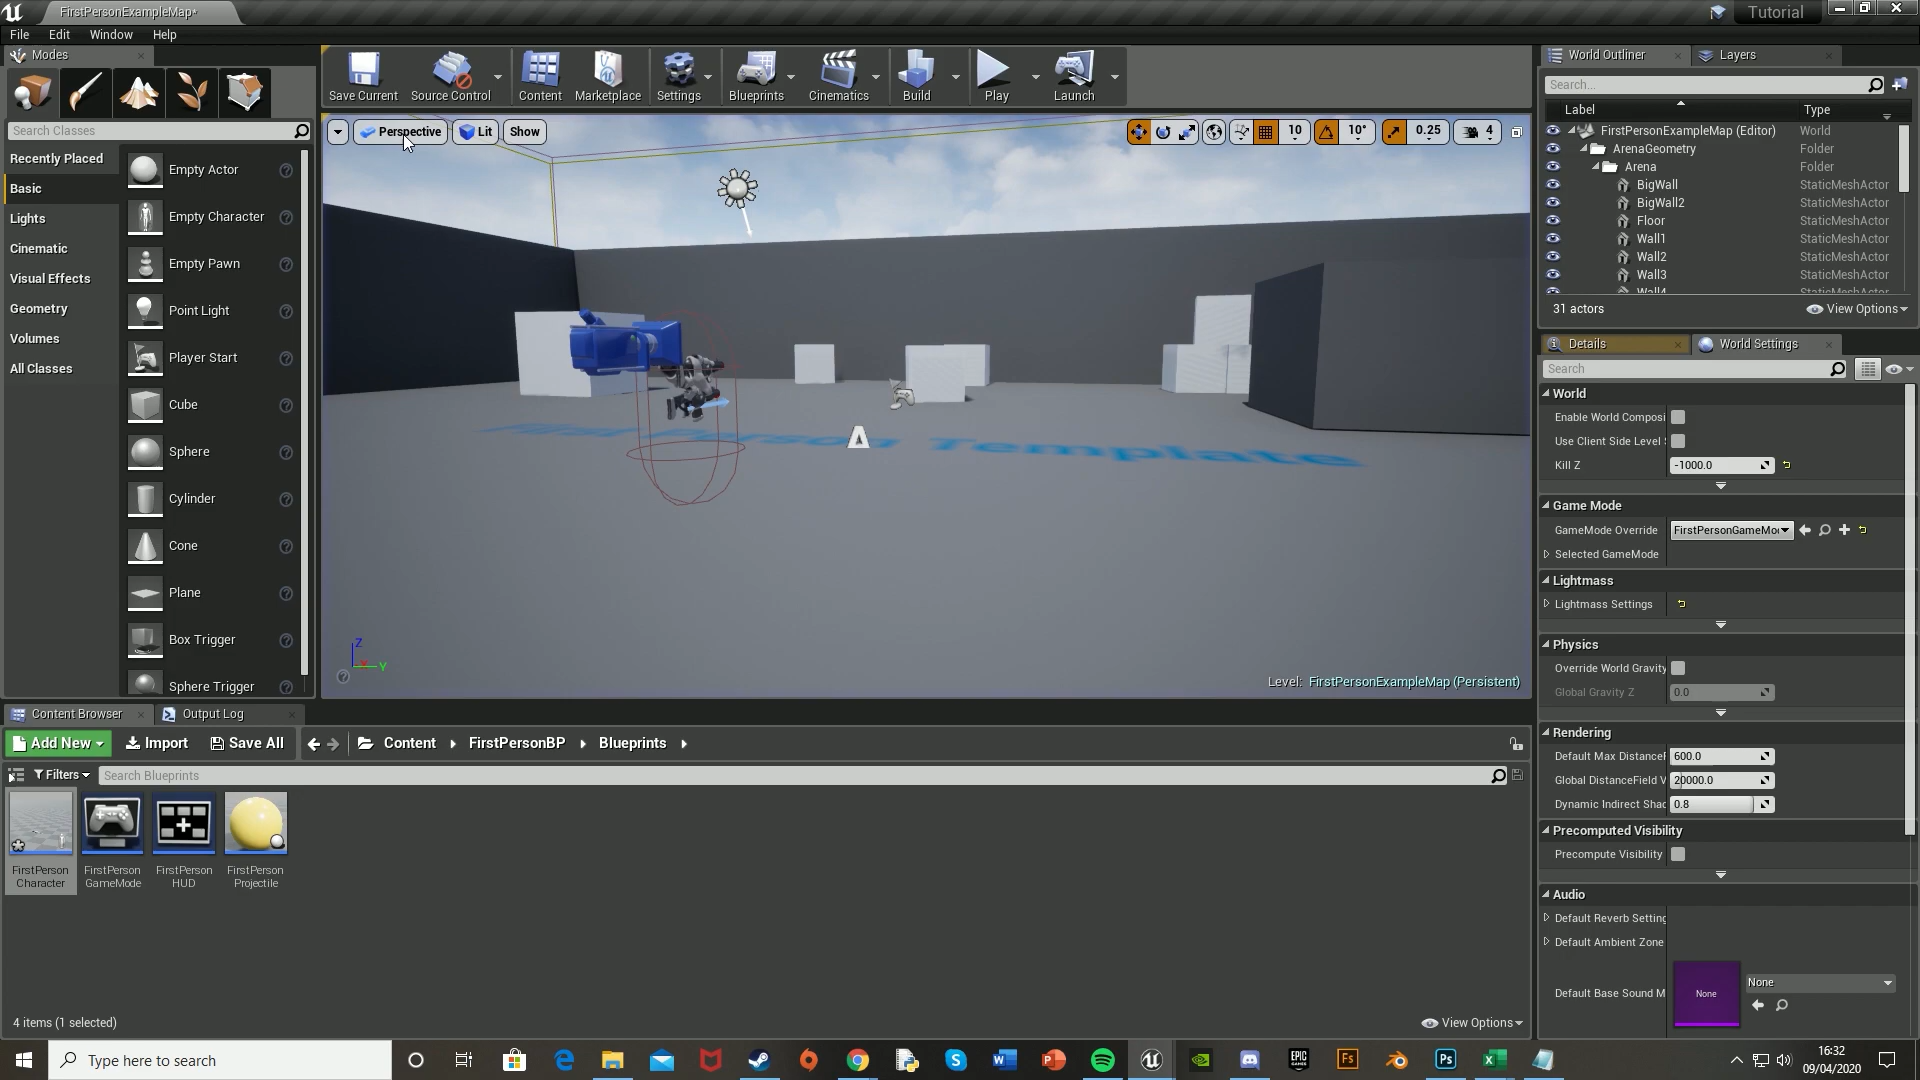 FirstPersonExampleMap*
Tutorial
File Edit Window Help
Modes
Search Classes
Recently Placed
Basic
Lights
Cinematic
Visual Effects
Geometry
Volumes
All Classes
Empty Actor
Empty Character
Empty Pawn
Point Light
Player Start
Cube
Sphere
Cylinder
Cone
Plane
Box Trigger
Sphere Trigger
Save Current Source Control Content Marketplace Settings Blueprints Cinematics Build Play Launch
Perspective Lit Show 10 10° 0.25 4
Template
Z
X Y
Level: FirstPersonExampleMap (Persistent)
World Outliner Layers
Search...
Label Type
FirstPersonExampleMap (Editor) World
ArenaGeometry Folder
Arena Folder
BigWall StaticMeshActor
BigWall2 StaticMeshActor
Floor StaticMeshActor
Wall1 StaticMeshActor
Wall2 StaticMeshActor
Wall3 StaticMeshActor
Wall4 StaticMeshActor
31 actors View Options
Details World Settings
Search
World
Enable World Composi
Use Client Side Level S
Kill Z -1000.0
Game Mode
GameMode Override FirstPersonGameMo
Selected GameMode
Lightmass
Lightmass Settings
Physics
Override World Gravity
Global Gravity Z 0.0
Rendering
Default Max DistanceF 600.0
Global DistanceField V 20000.0
Dynamic Indirect Shad 0.8
Precomputed Visibility
Precompute Visibility
Audio
Default Reverb Setting
Default Ambient Zone
Default Base Sound M None None
Content Browser Output Log
Add New Import Save All Content FirstPersonBP Blueprints
Filters Search Blueprints
FirstPerson Character
FirstPerson GameMode
FirstPerson HUD
FirstPerson Projectile
4 items (1 selected) View Options
Type here to search
EPIC GAMES
Fs
Ps
16:32
09/04/2020